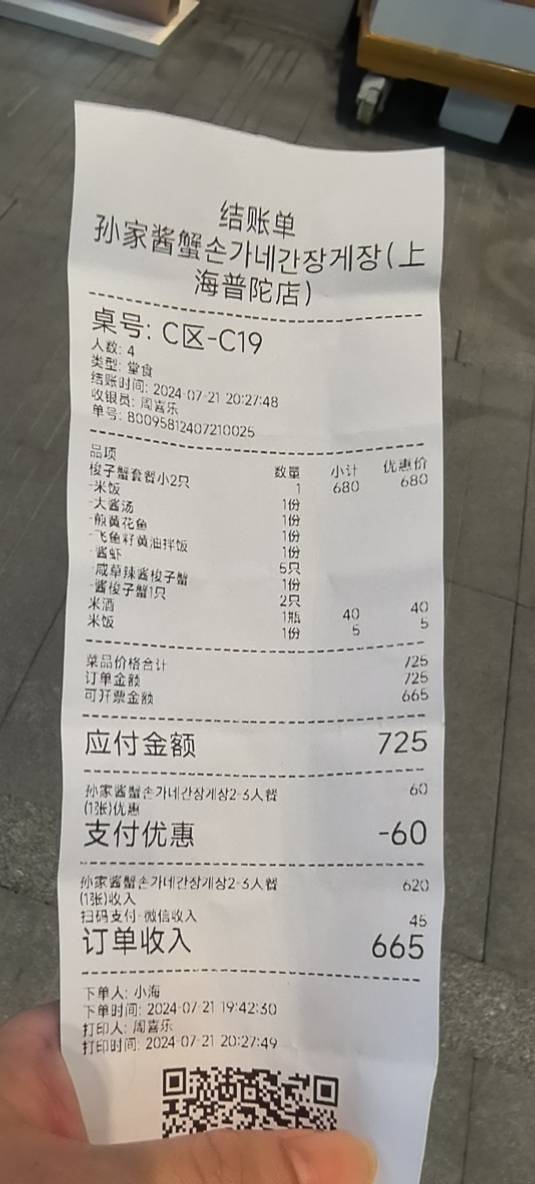 结账单
孙家酱蟹손가네간장게장(上
海普陀店)
桌号: C区-C19
人数: 4
类型: 堂食
结账时间: 2024-07-21 20:27:48
收银员: 周喜乐
单号: 80095812407210025
品项 数量 小计 优惠价
梭子蟹套餐小2只 1 680 680
-米饭 1份
-大酱汤 1份
-煎黄花鱼 1份
-飞鱼籽黄油拌饭 1份
-酱虾 5只
-咸草辣酱梭子蟹 1份
-酱梭子蟹1只 2只
米酒 1瓶 40 40
米饭 1份 5 5
菜品价格合计 725
订单金额 725
可开票金额 665
应付金额 725
孙家酱蟹손가네간장게장2-3人餐 60
(1张)优惠
支付优惠 -60
孙家酱蟹손가네간장게장2-3人餐 620
(1张)收入
扫码支付-微信收入 45
订单收入 665
下单人: 小海
下单时间: 2024-07-21 19:42:30
打印人: 周喜乐
打印时间: 2024-07-21 20:27:49